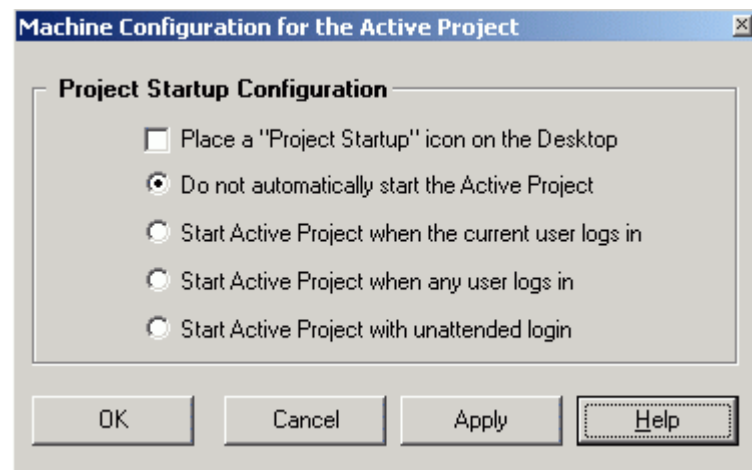 Machine Configuration for the Active Project
Project Startup Configuration
Place a "Project Startup" icon on the Desktop
Do not automatically start the Active Project
Start Active Project when the current user logs in
Start Active Project when any user logs in
Start Active Project with unattended login
OK Cancel Apply Help